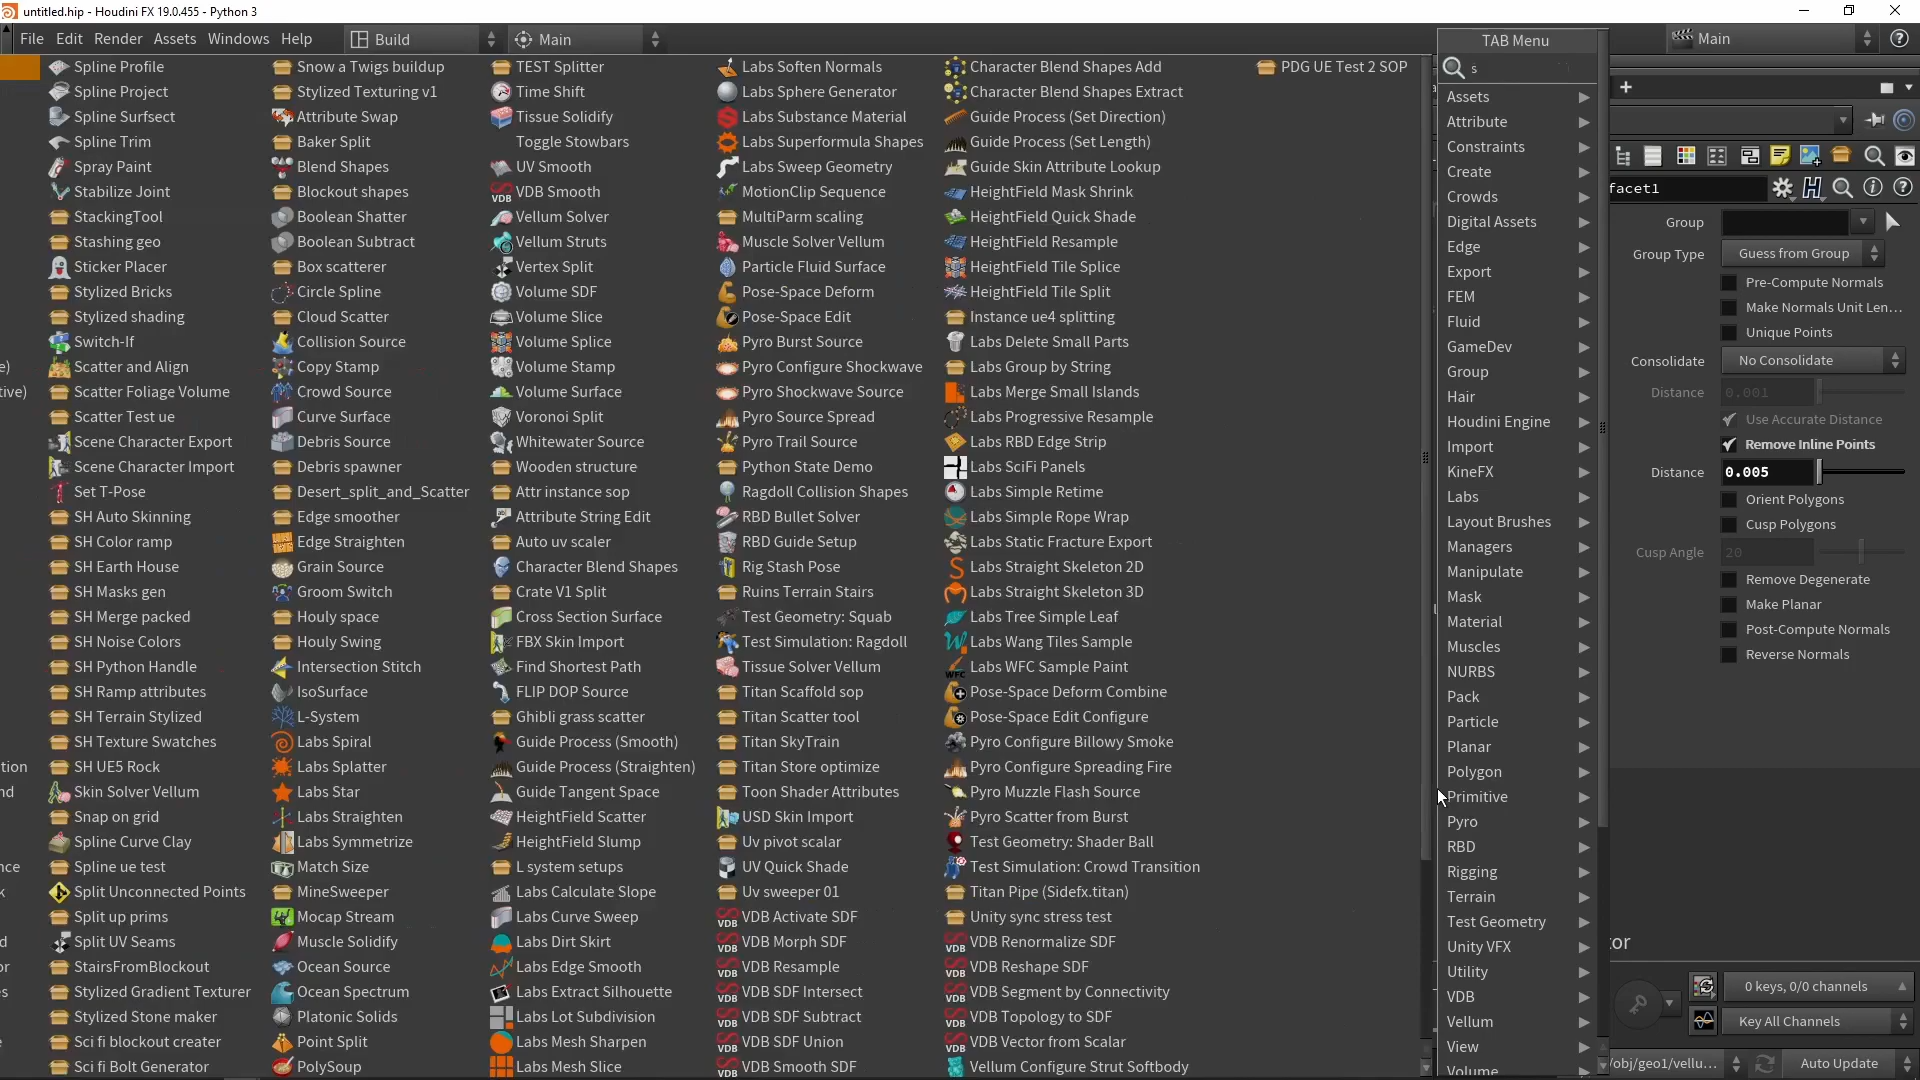 untitled.hip - Houdini FX 19.0.455 - Python 3
File Edit Render Assets Windows Help Build Main
Main
TAB Menu
s
Spline Profile
Spline Project
Spline Surfsect
Spline Trim
Spray Paint
Stabilize Joint
StackingTool
Stashing geo
Sticker Placer
Stylized Bricks
Stylized shading
Switch-If
Scatter and Align
Scatter Foliage Volume
Scatter Test ue
Scene Character Export
Scene Character Import
Set T-Pose
SH Auto Skinning
SH Color ramp
SH Earth House
SH Masks gen
SH Merge packed
SH Noise Colors
SH Python Handle
SH Ramp attributes
SH Terrain Stylized
SH Texture Swatches
SH UE5 Rock
Skin Solver Vellum
Snap on grid
Spline Curve Clay
Spline ue test
Split Unconnected Points
Split up prims
Split UV Seams
StairsFromBlockout
Stylized Gradient Texturer
Stylized Stone maker
Sci fi blockout creater
Sci fi Bolt Generator
Snow a Twigs buildup
Stylized Texturing v1
Attribute Swap
Baker Split
Blend Shapes
Blockout shapes
Boolean Shatter
Boolean Subtract
Box scatterer
Circle Spline
Cloud Scatter
Collision Source
Copy Stamp
Crowd Source
Curve Surface
Debris Source
Debris spawner
Desert_split_and_Scatter
Edge smoother
Edge Straighten
Grain Source
Groom Switch
Houly space
Houly Swing
Intersection Stitch
IsoSurface
L-System
Labs Spiral
Labs Splatter
Labs Star
Labs Straighten
Labs Symmetrize
Match Size
MineSweeper
Mocap Stream
Muscle Solidify
Ocean Source
Ocean Spectrum
Platonic Solids
Point Split
PolySoup
TEST Splitter
Time Shift
Tissue Solidify
Toggle Stowbars
UV Smooth
VDB Smooth
Vellum Solver
Vellum Struts
Vertex Split
Volume SDF
Volume Slice
Volume Splice
Volume Stamp
Volume Surface
Voronoi Split
Whitewater Source
Wooden structure
Attr instance sop
Attribute String Edit
Auto uv scaler
Character Blend Shapes
Crate V1 Split
Cross Section Surface
FBX Skin Import
Find Shortest Path
FLIP DOP Source
Ghibli grass scatter
Guide Process (Smooth)
Guide Process (Straighten)
Guide Tangent Space
HeightField Scatter
HeightField Slump
L system setups
Labs Calculate Slope
Labs Curve Sweep
Labs Dirt Skirt
Labs Edge Smooth
Labs Extract Silhouette
Labs Lot Subdivision
Labs Mesh Sharpen
Labs Mesh Slice
Labs Soften Normals
Labs Sphere Generator
Labs Substance Material
Labs Superformula Shapes
Labs Sweep Geometry
MotionClip Sequence
MultiParm scaling
Muscle Solver Vellum
Particle Fluid Surface
Pose-Space Deform
Pose-Space Edit
Pyro Burst Source
Pyro Configure Shockwave
Pyro Shockwave Source
Pyro Source Spread
Pyro Trail Source
Python State Demo
Ragdoll Collision Shapes
RBD Bullet Solver
RBD Guide Setup
Rig Stash Pose
Ruins Terrain Stairs
Test Geometry: Squab
Test Simulation: Ragdoll
Tissue Solver Vellum
Titan Scaffold sop
Titan Scatter tool
Titan SkyTrain
Titan Store optimize
Toon Shader Attributes
USD Skin Import
Uv pivot scalar
UV Quick Shade
Uv sweeper 01
VDB Activate SDF
VDB Morph SDF
VDB Resample
VDB SDF Intersect
VDB SDF Subtract
VDB SDF Union
VDB Smooth SDF
Character Blend Shapes Add
Character Blend Shapes Extract
Guide Process (Set Direction)
Guide Process (Set Length)
Guide Skin Attribute Lookup
HeightField Mask Shrink
HeightField Quick Shade
HeightField Resample
HeightField Tile Splice
HeightField Tile Split
Instance ue4 splitting
Labs Delete Small Parts
Labs Group by String
Labs Merge Small Islands
Labs Progressive Resample
Labs RBD Edge Strip
Labs SciFi Panels
Labs Simple Retime
Labs Simple Rope Wrap
Labs Static Fracture Export
Labs Straight Skeleton 2D
Labs Straight Skeleton 3D
Labs Tree Simple Leaf
Labs Wang Tiles Sample
Labs WFC Sample Paint
Pose-Space Deform Combine
Pose-Space Edit Configure
Pyro Configure Billowy Smoke
Pyro Configure Spreading Fire
Pyro Muzzle Flash Source
Pyro Scatter from Burst
Test Geometry: Shader Ball
Test Simulation: Crowd Transition
Titan Pipe (Sidefx.titan)
Unity sync stress test
VDB Renormalize SDF
VDB Reshape SDF
VDB Segment by Connectivity
VDB Topology to SDF
VDB Vector from Scalar
Vellum Configure Strut Softbody
PDG UE Test 2 SOP
Assets
Attribute
Constraints
Create
Crowds
Digital Assets
Edge
Export
FEM
Fluid
GameDev
Group
Hair
Houdini Engine
Import
KineFX
Labs
Layout Brushes
Managers
Manipulate
Mask
Material
Muscles
NURBS
Pack
Particle
Planar
Polygon
Primitive
Pyro
RBD
Rigging
Terrain
Test Geometry
Unity VFX
Utility
VDB
Vellum
View
Volume
facet1
Group
Group Type Guess from Group
Pre-Compute Normals
Make Normals Unit Len...
Unique Points
Consolidate No Consolidate
Distance 0.001
Use Accurate Distance
Remove Inline Points
Distance 0.005
Orient Polygons
Cusp Polygons
Cusp Angle 20
Remove Degenerate
Make Planar
Post-Compute Normals
Reverse Normals
tor
0 keys, 0/0 channels
Key All Channels
/obj/geo1/vellu... Auto Update